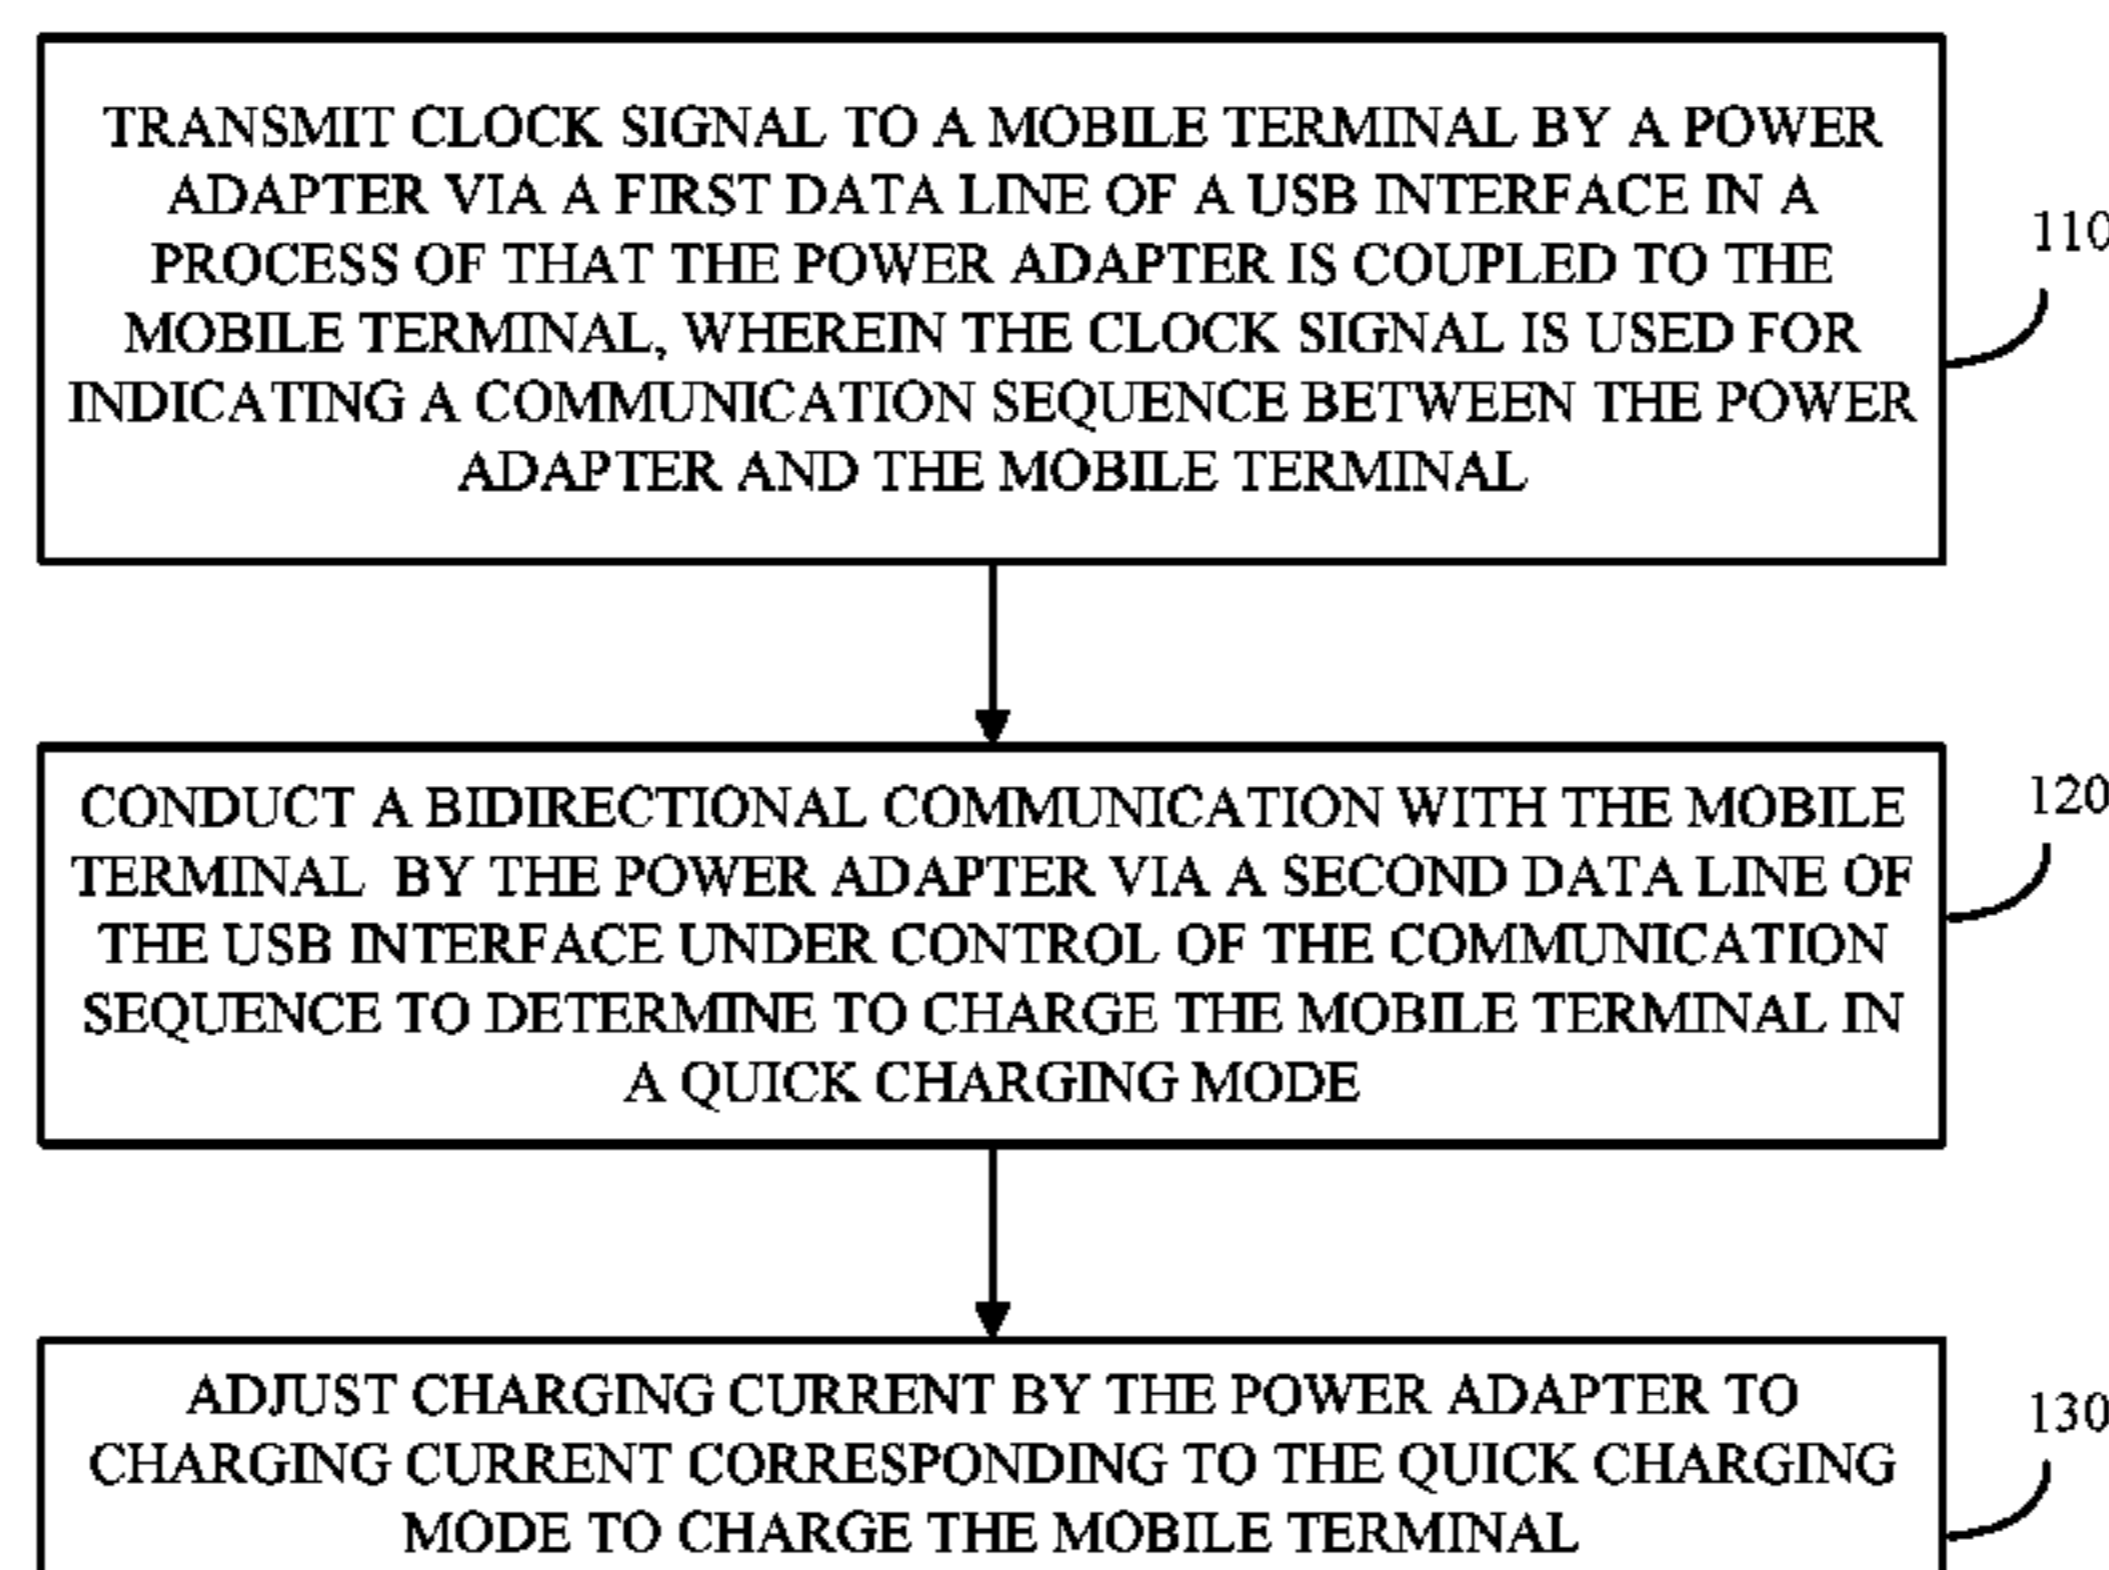 TRANSMIT CLOCK SIGNAL TO A MOBILE TERMINAL BY A POWER
ADAPTER VIA A FIRST DATA LINE OF A USB INTERFACE IN A
PROCESS OF THAT THE POWER ADAPTER IS COUPLED TO THE
MOBILE TERMINAL, WHEREIN THE CLOCK SIGNAL IS USED FOR
INDICATING A COMMUNICATION SEQUENCE BETWEEN THE POWER
ADAPTER AND THE MOBILE TERMINAL
110
CONDUCT A BIDIRECTIONAL COMMUNICATION WITH THE MOBILE
TERMINAL BY THE POWER ADAPTER VIA A SECOND DATA LINE OF
THE USB INTERFACE UNDER CONTROL OF THE COMMUNICATION
SEQUENCE TO DETERMINE TO CHARGE THE MOBILE TERMINAL IN
A QUICK CHARGING MODE
120
ADJUST CHARGING CURRENT BY THE POWER ADAPTER TO
CHARGING CURRENT CORRESPONDING TO THE QUICK CHARGING
MODE TO CHARGE THE MOBILE TERMINAL
130